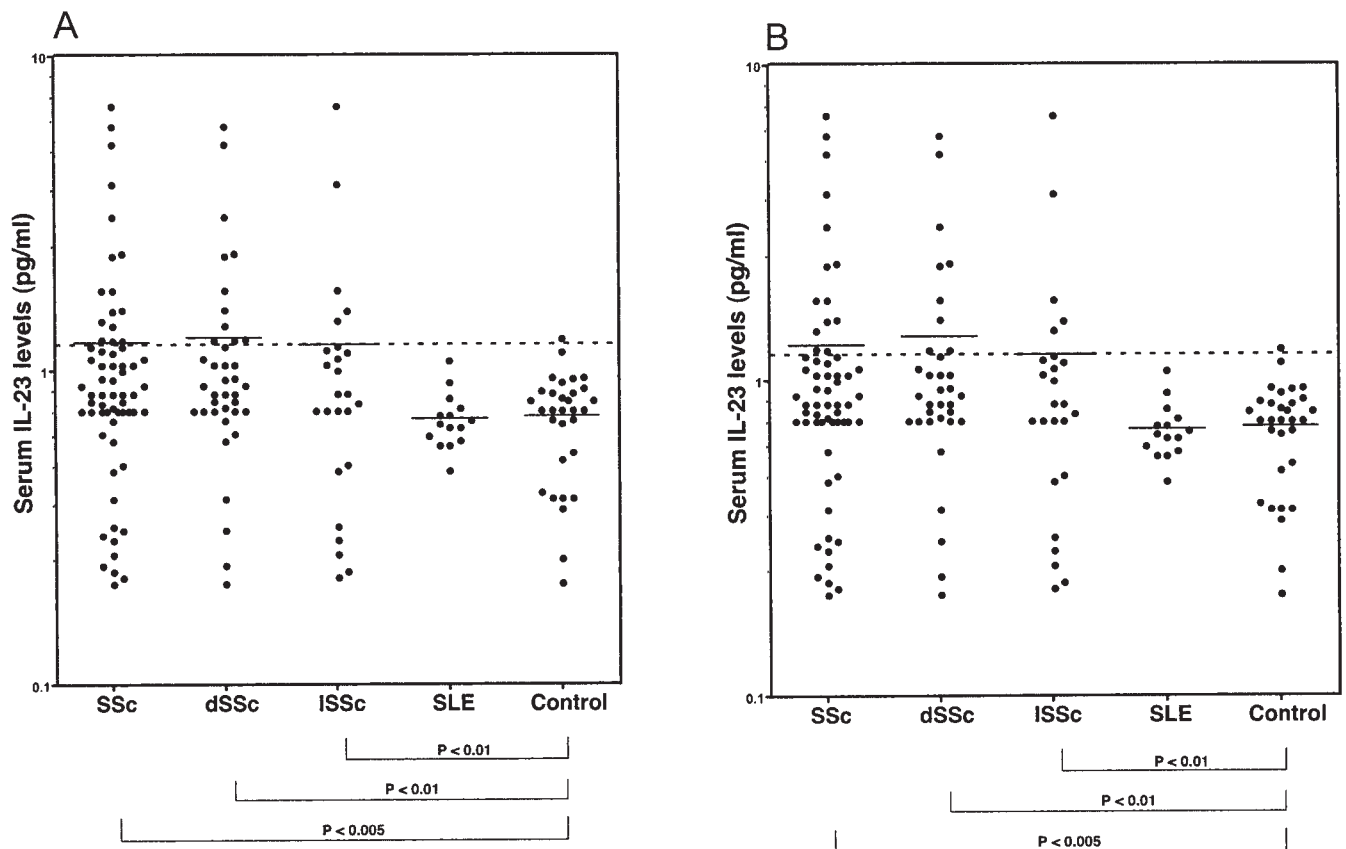 A
10
Serum IL-23 levels (pg/ml)
1
0.1
SSc dSSc lSSc SLE Control
P < 0.01
P < 0.01
P < 0.005
B
10
Serum IL-23 levels (pg/ml)
1
0.1
SSc dSSc lSSc SLE Control
P < 0.01
P < 0.01
P < 0.005